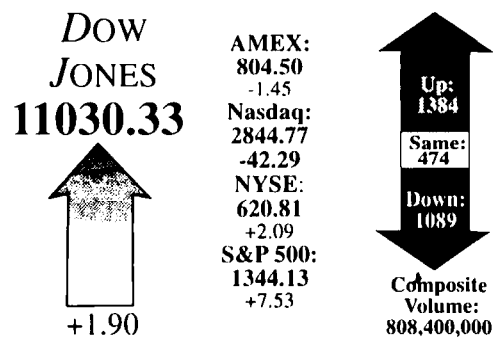 DOW
JONES
11030.33
+1.90
AMEX:
804.50
-1.45
Nasdaq:
2844.77
-42.29
NYSE:
620.81
+2.09
S&P 500:
1344.13
+7.53
Up:
1384
Same:
474
Down:
1089
Composite
Volume:
808,400,000